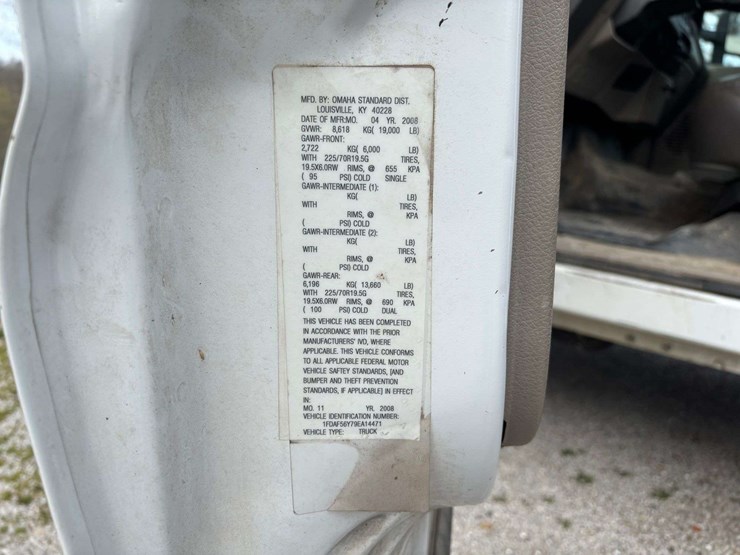 MFD. BY: OMAHA STANDARD DIST.
LOUISVILLE, KY 40228
DATE OF MFR:MO. 04 YR. 2008
GVWR: 8,618 KG( 19,000 LB)
GAWR-FRONT:
2,722 KG( 6,000 LB)
WITH 225/70R19.5G TIRES,
19.5X6.0RW RIMS, @ 655 KPA
( 95 PSI) COLD SINGLE
GAWR-INTERMEDIATE (1):
KG( LB)
WITH TIRES,
RIMS, @ KPA
( PSI) COLD
GAWR-INTERMEDIATE (2):
KG( LB)
WITH TIRES,
RIMS, @ KPA
( PSI) COLD
GAWR-REAR:
6,196 KG( 13,660 LB)
WITH 225/70R19.5G TIRES,
19.5X6.0RW RIMS, @ 690 KPA
( 100 PSI) COLD DUAL
THIS VEHICLE HAS BEEN COMPLETED
IN ACCORDANCE WITH THE PRIOR
MANUFACTURERS' IVD, WHERE
APPLICABLE. THIS VEHICLE CONFORMS
TO ALL APPLICABLE FEDERAL MOTOR
VEHICLE SAFTEY STANDARDS, [AND
BUMPER AND THEFT PREVENTION
STANDARDS, IF APPLICABLE] IN EFFECT
IN:
MO. 11 YR. 2008
VEHICLE IDENTIFICATION NUMBER:
1FDAF56Y79EA14471
VEHICLE TYPE: TRUCK